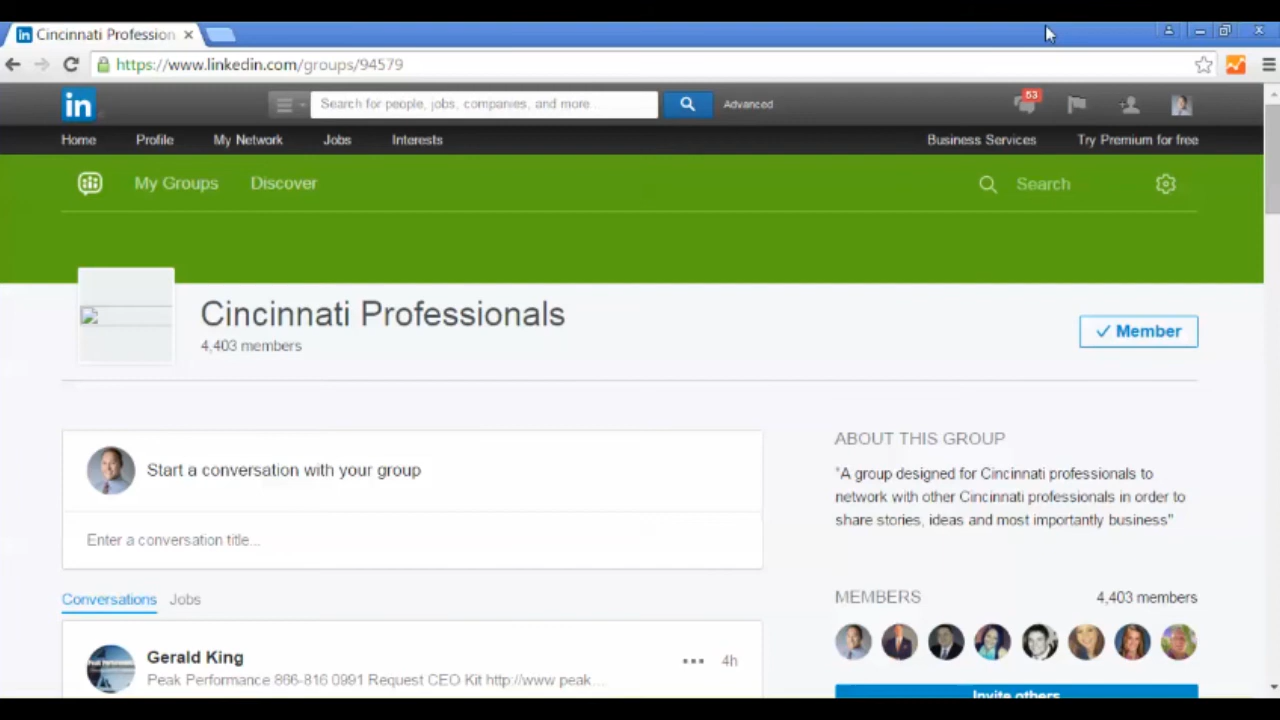 Cincinnati Profession
https://www.linkedin.com/groups/94579
in
Search for people, jobs, companies, and more...
Advanced
53
Home
Profile
My Network
Jobs
Interests
Business Services
Try Premium for free
My Groups
Discover
Search
Cincinnati Professionals
4,403 members
Member
Start a conversation with your group
Enter a conversation title...
ABOUT THIS GROUP
"A group designed for Cincinnati professionals to
network with other Cincinnati professionals in order to
share stories, ideas and most importantly business"
MEMBERS
4,403 members
Invite others
Conversations
Jobs
Gerald King
4h
Peak Performance 866-816 0991 Request CEO Kit http://www peak...